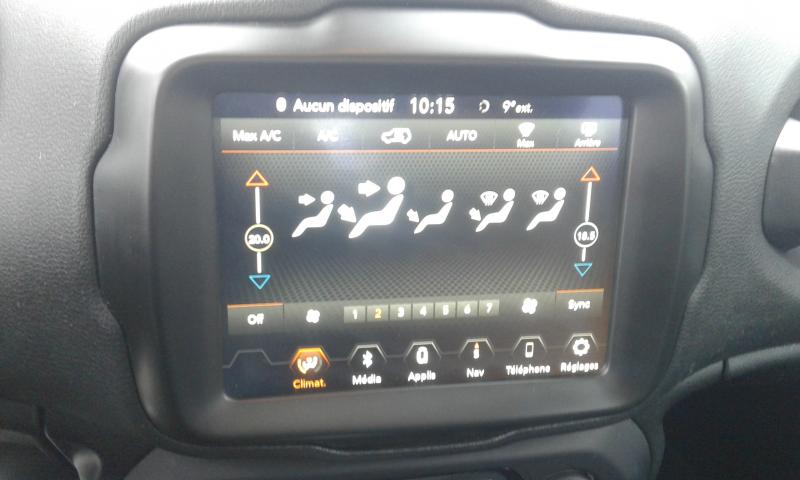 Aucun dispositif 10:15 9°ext.
Max A/C A/C AUTO Max Arrière
20.0 18.5
Off 1 2 3 4 5 6 7 Sync
Climat. Média Applis Nav Téléphone Réglages